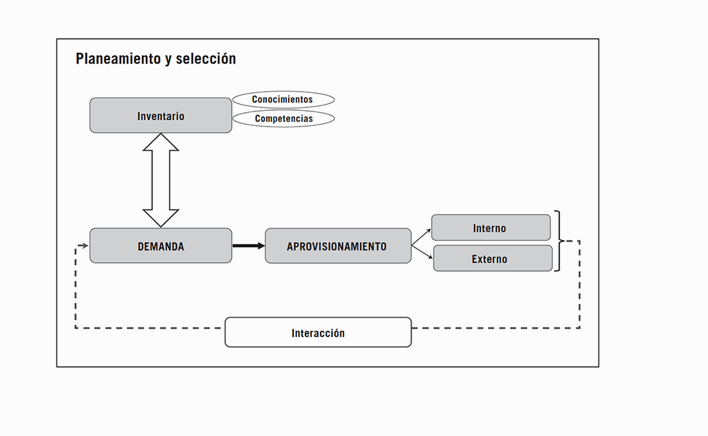 Planeamiento y selección
Inventario
Conocimientos
Competencias
DEMANDA
APROVISIONAMIENTO
Interno
Externo
Interacción